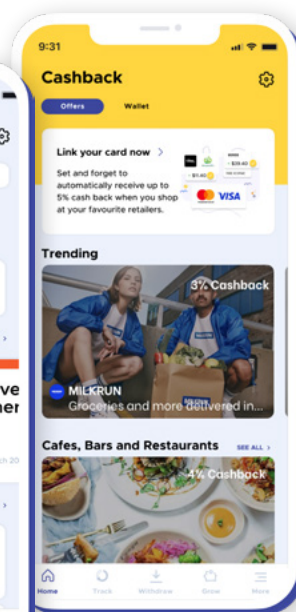 9:31
Cashback
Offers
Wallet
Link your card now >
Set and forget to
automatically receive up to
5% cash back when you shop
at your favourite retailers.
VISA
Trending
3% Cashback
MILKRUN
Groceries and more delivered in...
Cafes, Bars and Restaurants
SEE ALL >
4% Cashback
Home
Track
Withdraw
Grow
More